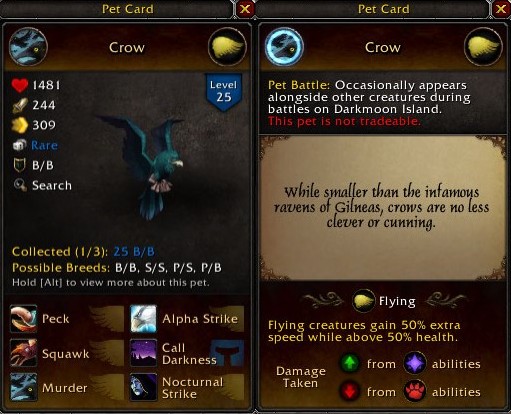 Pet Card
Crow
Level
25
1481
244
309
Rare
B/B
Search
Collected (1/3): 25 B/B
Possible Breeds: B/B, S/S, P/S, P/B
Hold [Alt] to view more about this pet.
Peck
Alpha Strike
Squawk
Call
Darkness
Murder
Nocturnal
Strike
Pet Card
Crow
Pet Battle: Occasionally appears
alongside other creatures during
battles on Darkmoon Island.
This pet is not tradeable.
While smaller than the infamous
ravens of Gilneas, crows are no less
clever or cunning.
Flying
Flying creatures gain 50% extra
speed while above 50% health.
Damage
Taken
from abilities
from abilities